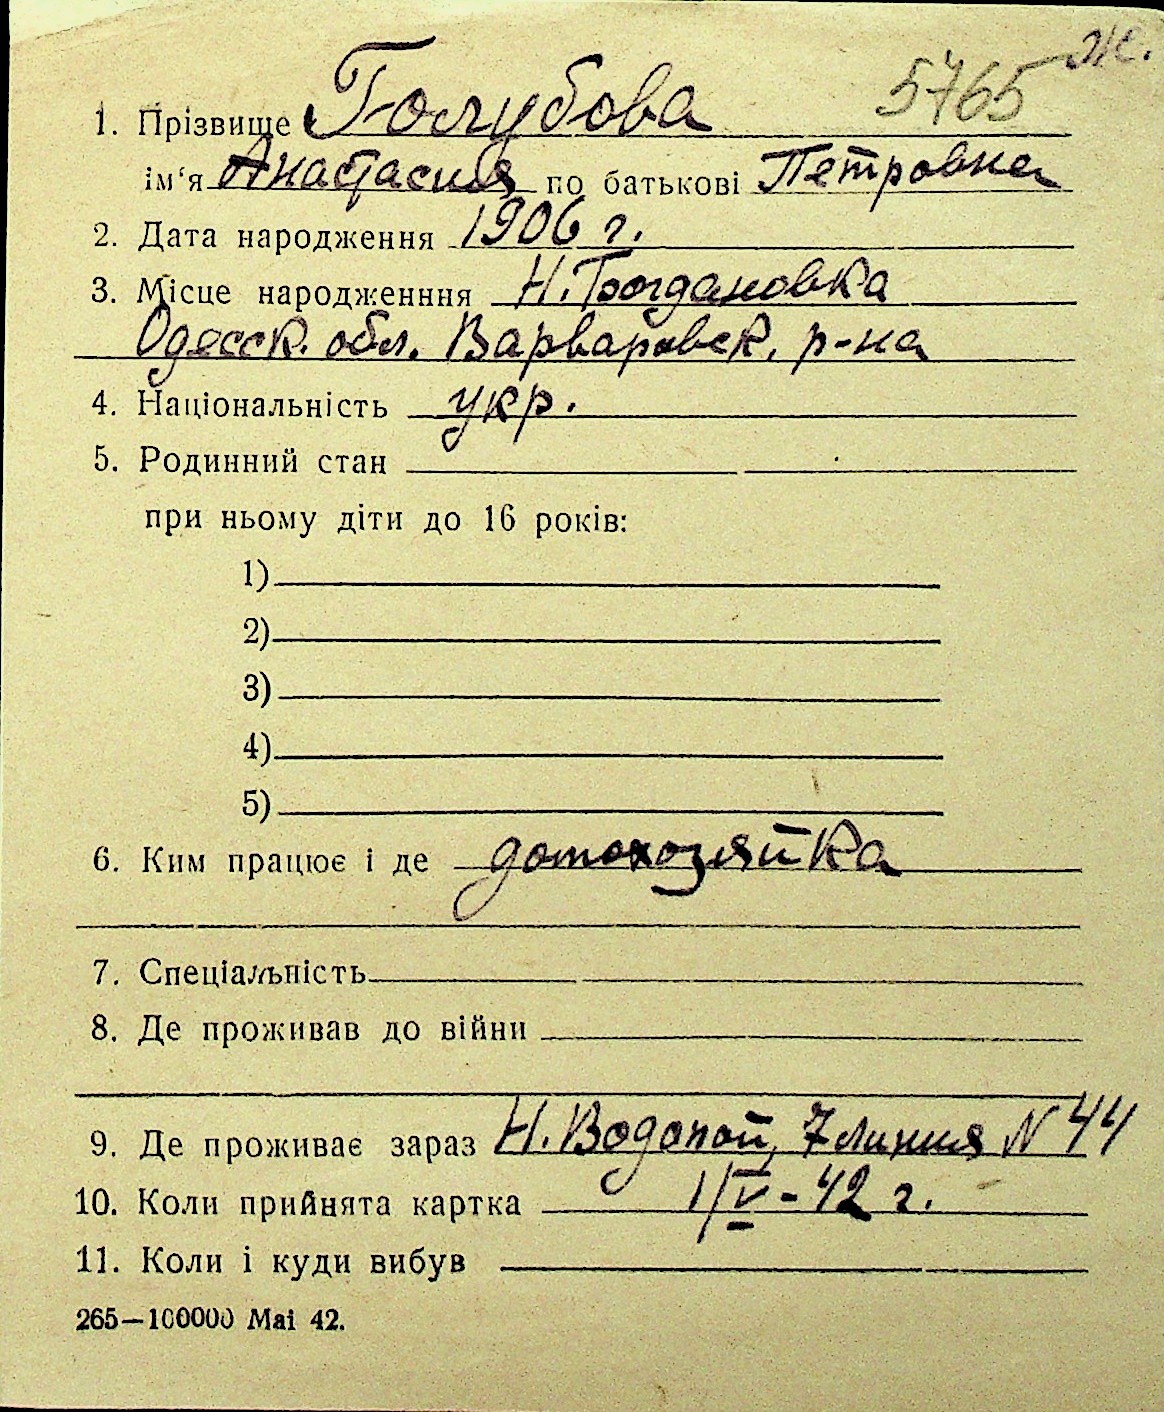 Ж.
5765
1. Прізвище Голубова
ім'я Анастасия по батькові Петровна
2. Дата народження 1906 г.
3. Місце народженння Н. Богдановка
Одесск. обл. Варваровск. р-на
4. Національність укр.
5. Родинний стан
при ньому діти до 16 років:
1)
2)
3)
4)
5)
6. Ким працює і де домохозяйка
7. Спеціальність
8. Де проживав до війни
9. Де проживає зараз Н. Водопой, 7 линия N 44
10. Коли прийнята картка 1/V-42 г.
11. Коли і куди вибув
265—100000 Mai 42.